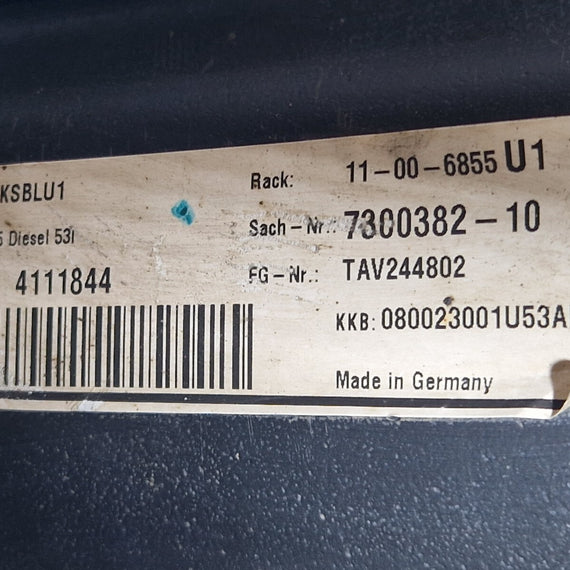 KSBLU1
Rack: 11-00-6855 U1
Sach-Nr.: 7300382-10
5 Diesel 53l
FG-Nr.: TAV244802
4111844
KKB: 080023001U53A
Made in Germany